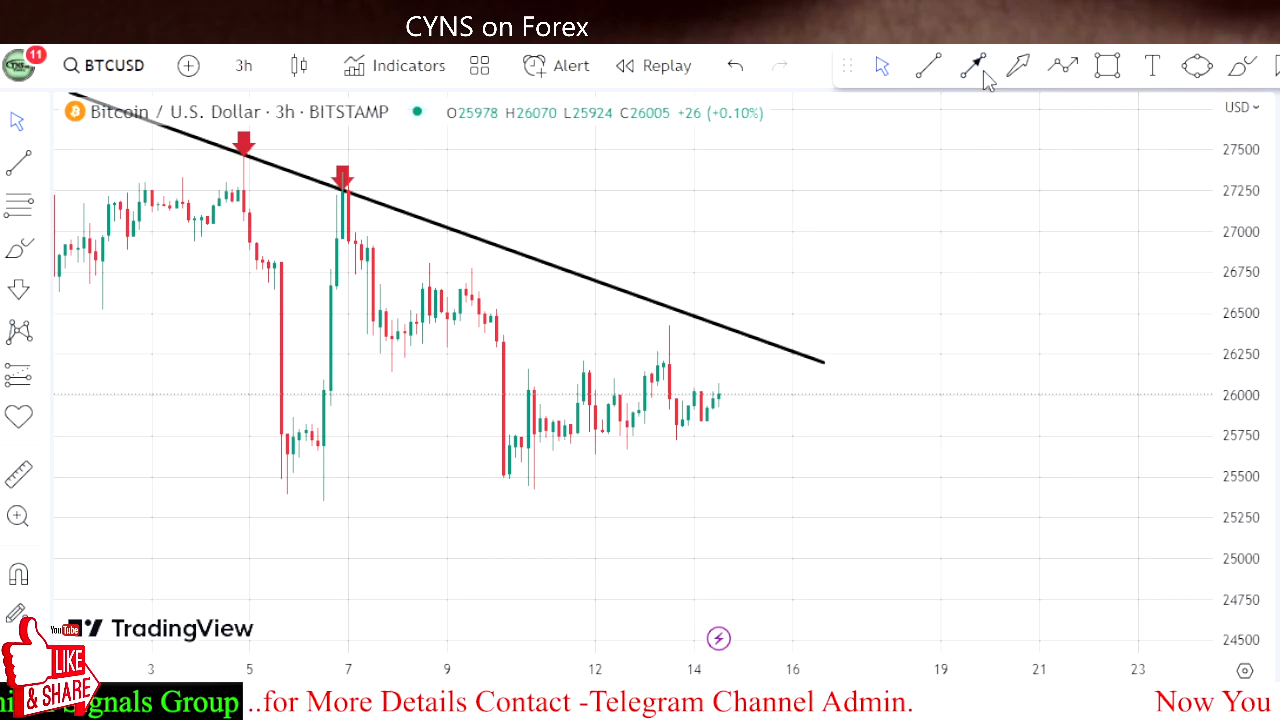 CYNS on Forex
11
BTCUSD
3h
Indicators
Alert
Replay
T
Bitcoin / U.S. Dollar · 3h · BITSTAMP
O25978 H26070 L25924 C26005 +26 (+0.10%)
USD
27500
27250
27000
26750
26500
26250
26000
25750
25500
25250
25000
24750
24500
TradingView
3 5 7 9 12 14 16 19 21 23
YouTube
LIKE
& SHARE
Signals Group ..for More Details Contact -Telegram Channel Admin. Now You